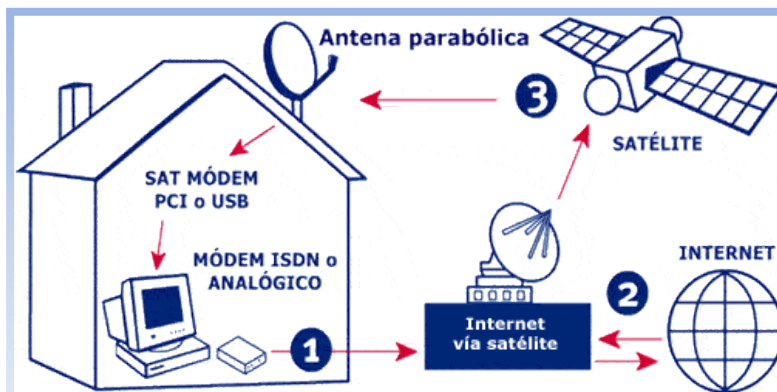 Antena parabólica
3
SATÉLITE
SAT MÓDEM
PCI o USB
MÓDEM ISDN o
ANALÓGICO
INTERNET
2
Internet
vía satélite
1